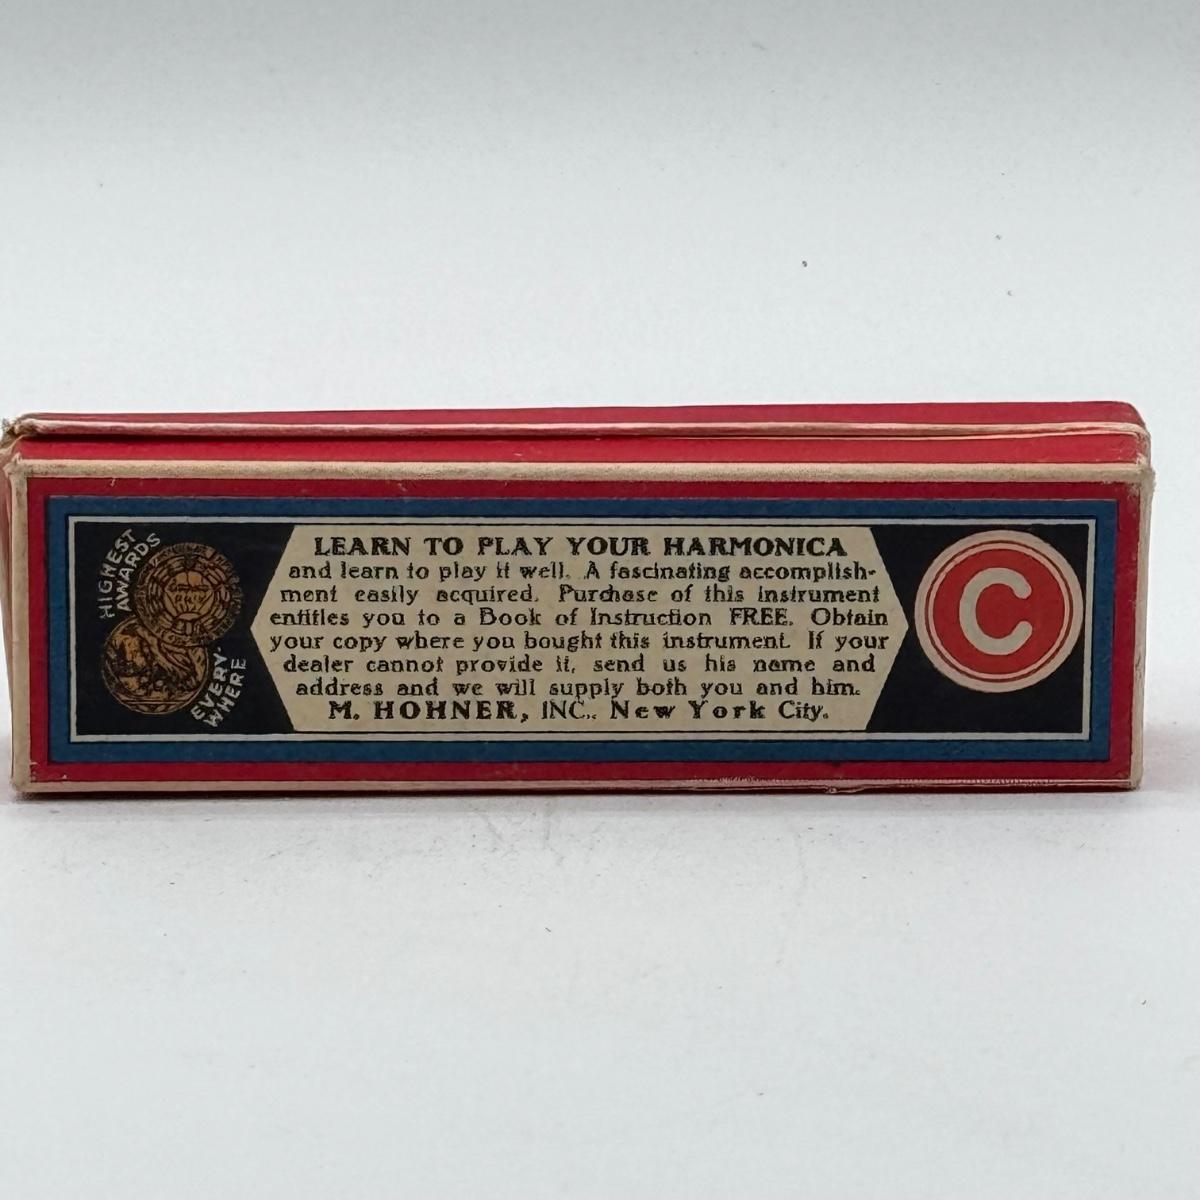 HIGHEST
AWARDS
EVERY-
WHERE
LEARN TO PLAY YOUR HARMONICA
and learn to play it well. A fascinating accomplish-
ment easily acquired. Purchase of this instrument
entitles you to a Book of Instruction FREE. Obtain
your copy where you bought this instrument. If your
dealer cannot provide it, send us his name and
address and we will supply both you and him.
M. HOHNER, INC., New York City.
C